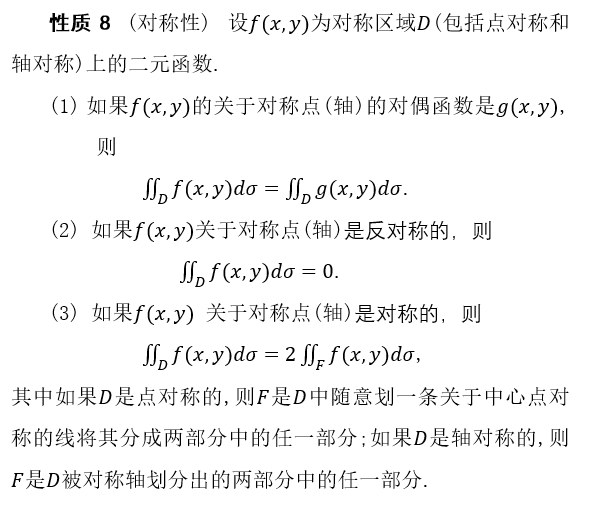 性质 8 (对称性) 设f(x,y)为对称区域D(包括点对称和
轴对称)上的二元函数.
(1) 如果f(x,y)的关于对称点(轴)的对偶函数是g(x,y),
则
∬_D f(x,y)dσ = ∬_D g(x,y)dσ.
(2) 如果f(x,y)关于对称点(轴)是反对称的, 则
∬_D f(x,y)dσ = 0.
(3) 如果f(x,y) 关于对称点(轴)是对称的, 则
∬_D f(x,y)dσ = 2 ∬_F f(x,y)dσ,
其中如果D是点对称的,则F是D中随意划一条关于中心点对
称的线将其分成两部分中的任一部分;如果D是轴对称的,则
F是D被对称轴划分出的两部分中的任一部分.